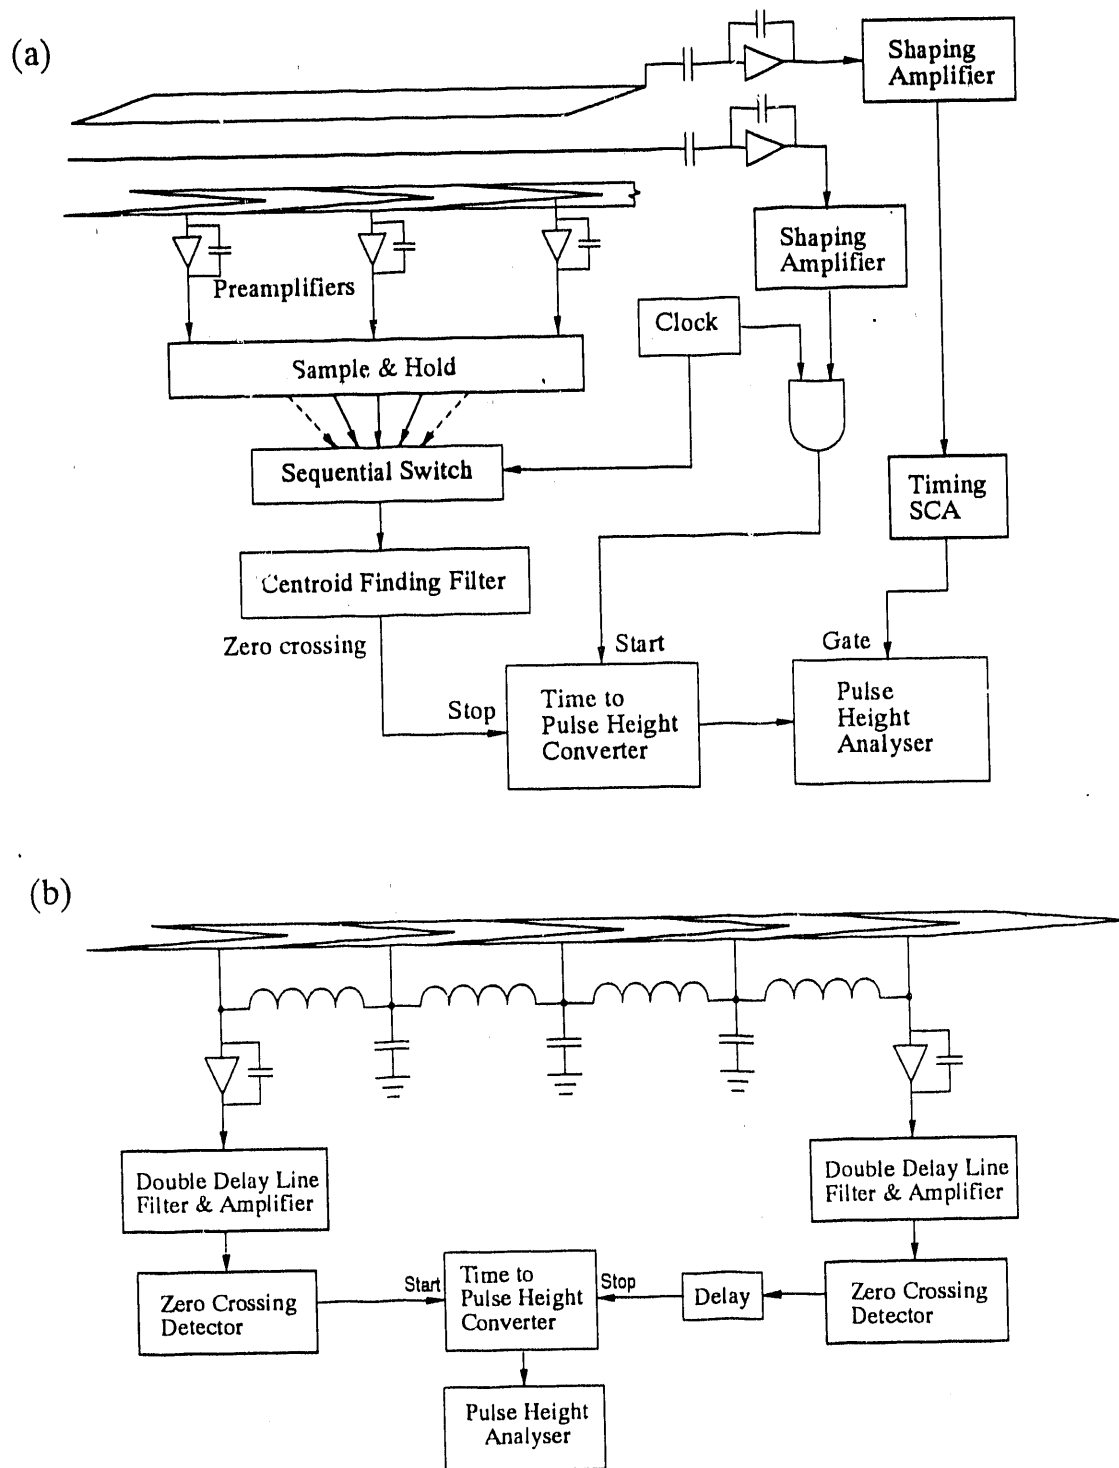 (a)
Shaping
Amplifier
Shaping
Amplifier
Preamplifiers
Clock
Sample & Hold
Sequential Switch
Timing
SCA
Centroid Finding Filter
Zero crossing
Start
Gate
Stop
Time to
Pulse Height
Converter
Pulse
Height
Analyser
(b)
Double Delay Line
Filter & Amplifier
Double Delay Line
Filter & Amplifier
Zero Crossing
Detector
Start
Time to
Pulse Height
Converter
Stop
Delay
Zero Crossing
Detector
Pulse Height
Analyser